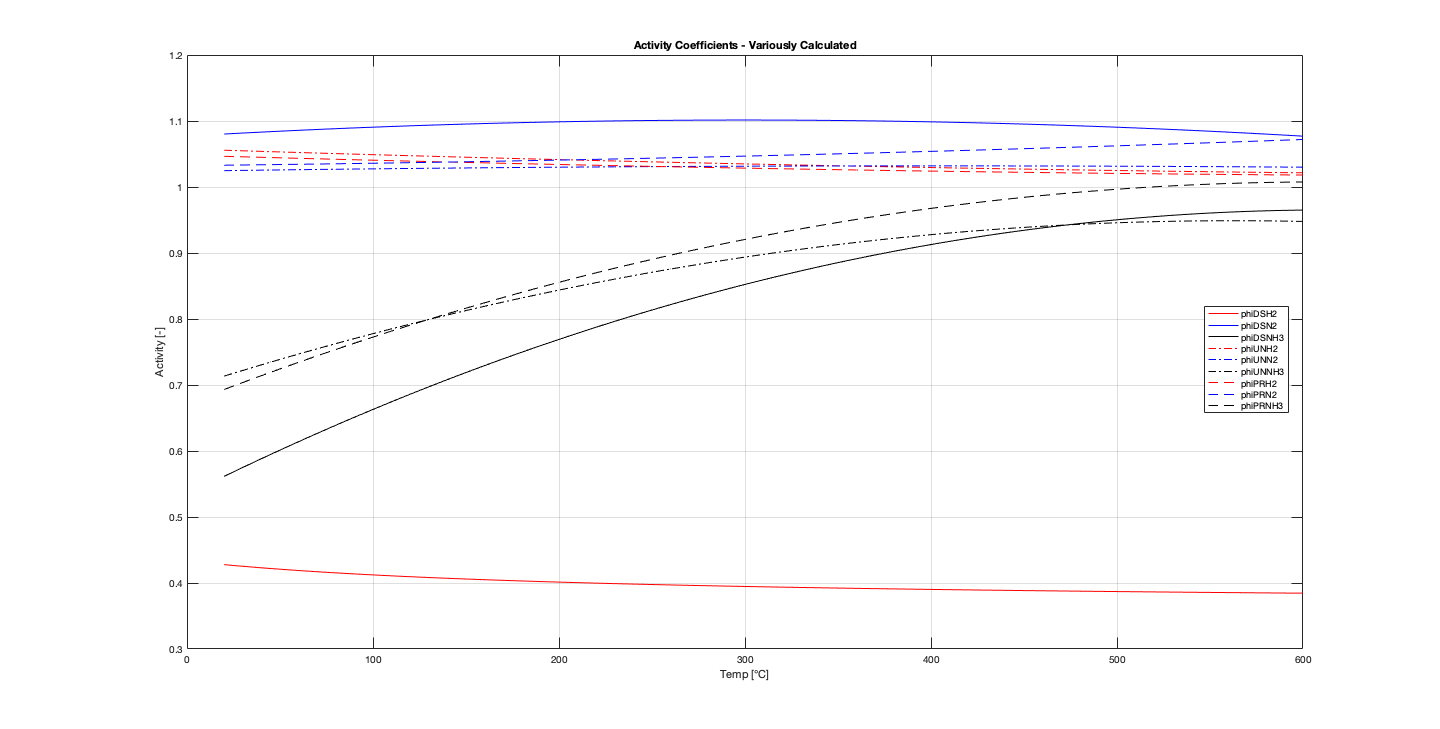 Activity Coefficients - Variously Calculated
1.2
1.1
1
0.9
0.8
0.7
0.6
0.5
0.4
0.3
Activity [-]
phiDSH2
phiDSN2
phiDSNH3
phiUNH2
phiUNN2
phiUNNH3
phiPRH2
phiPRN2
phiPRNH3
0 100 200 300 400 500 600
Temp [°C]